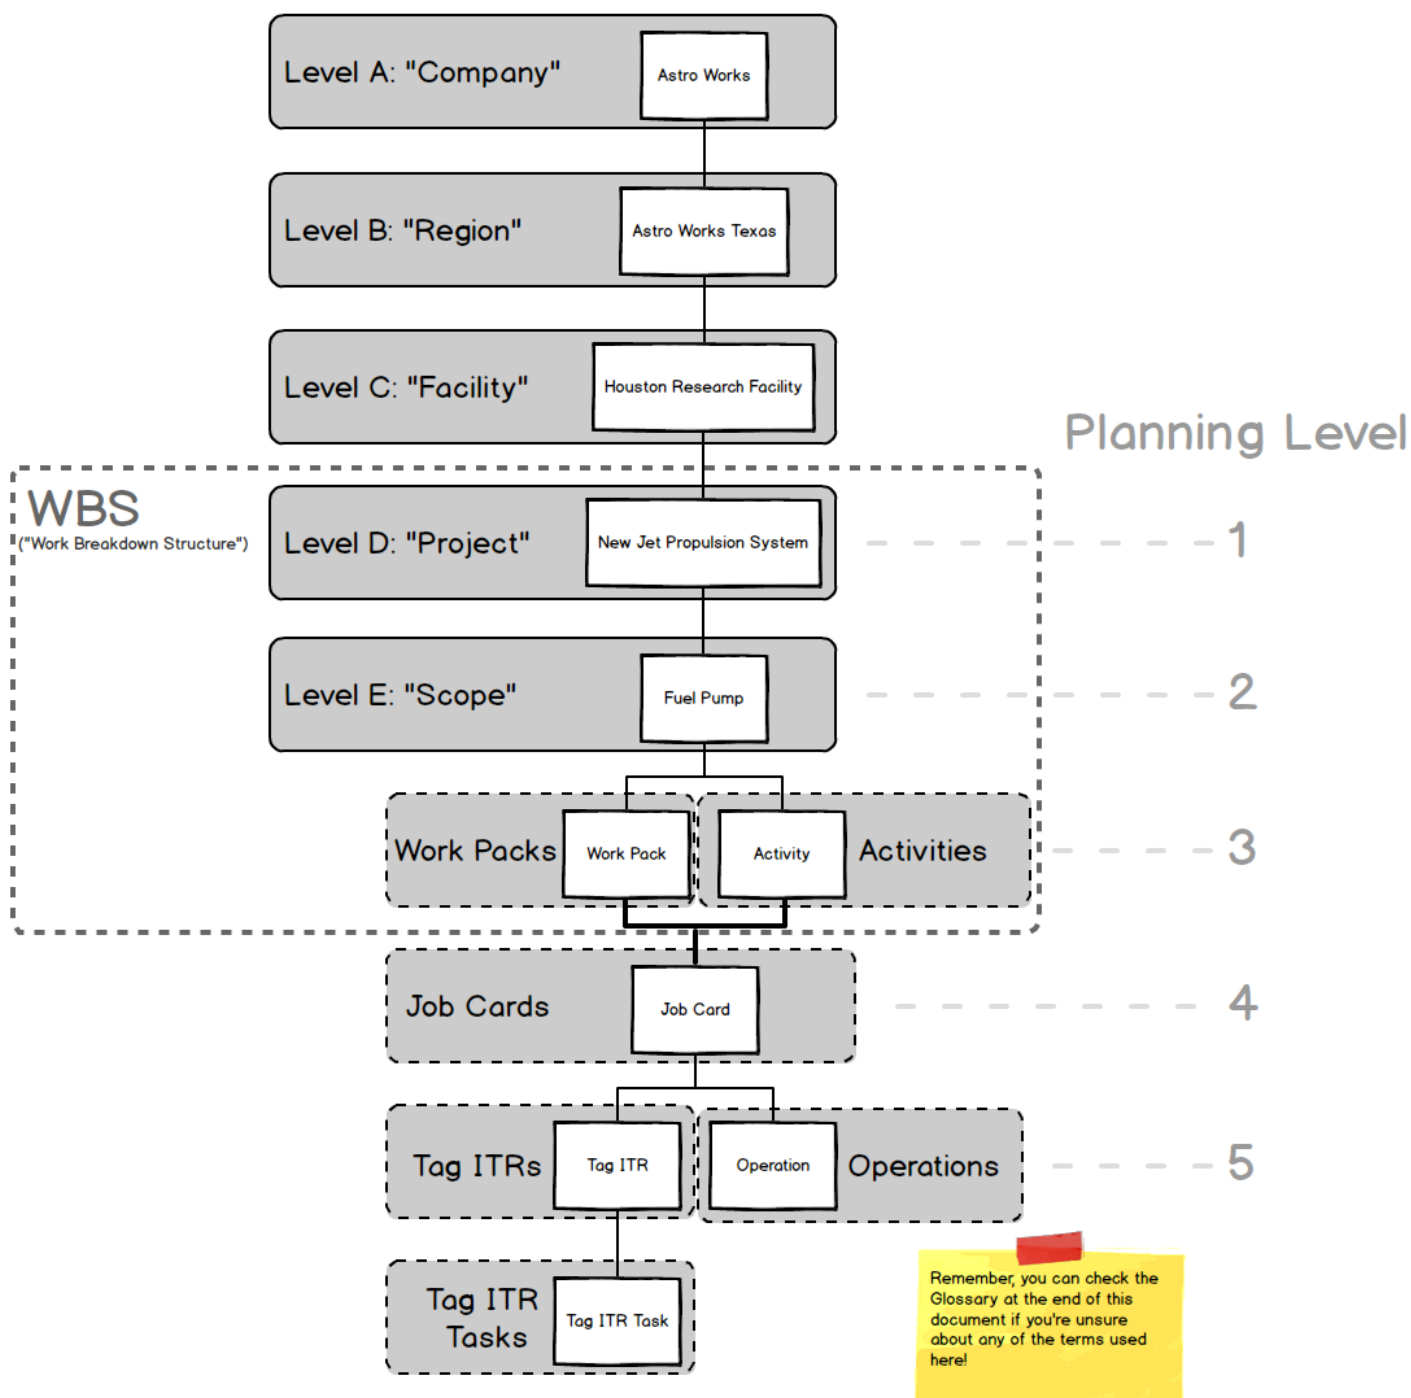 Level A: "Company"
Astro Works
Level B: "Region"
Astro Works Texas
Level C: "Facility"
Houston Research Facility
Planning Level
WBS
("Work Breakdown Structure")
Level D: "Project"
New Jet Propulsion System
1
Level E: "Scope"
Fuel Pump
2
Work Packs
Work Pack
Activity
Activities
3
Job Cards
Job Card
4
Tag ITRs
Tag ITR
Operation
Operations
5
Tag ITR
Tasks
Tag ITR Task
Remember, you can check the
Glossary at the end of this
document if you're unsure
about any of the terms used
here!